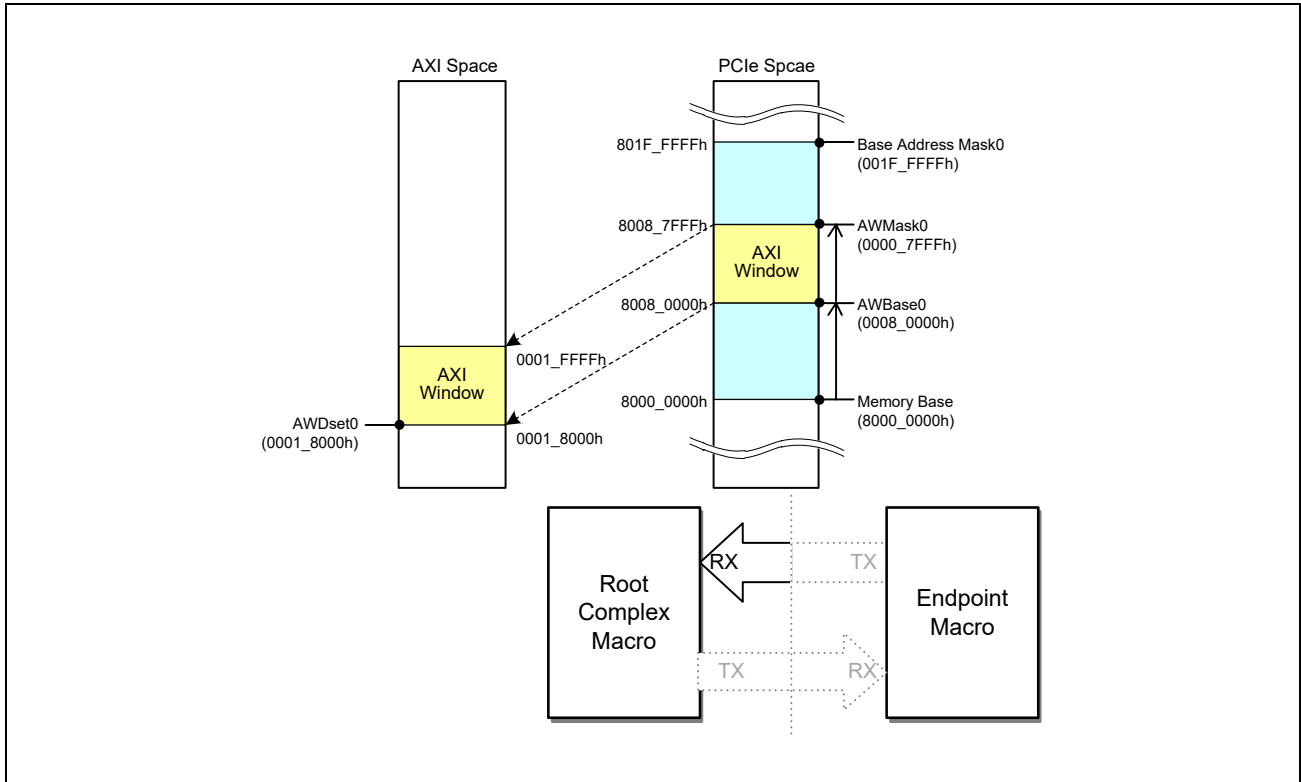 AXI Space
PCIe Spcae
801F_FFFFh
Base Address Mask0
(001F_FFFFh)
8008_7FFFh
AWMask0
(0000_7FFFh)
AXI
Window
8008_0000h
AWBase0
(0008_0000h)
0001_FFFFh
AXI
Window
8000_0000h
Memory Base
(8000_0000h)
AWDset0
(0001_8000h)
0001_8000h
RX
TX
Root
Complex
Macro
Endpoint
Macro
TX
RX